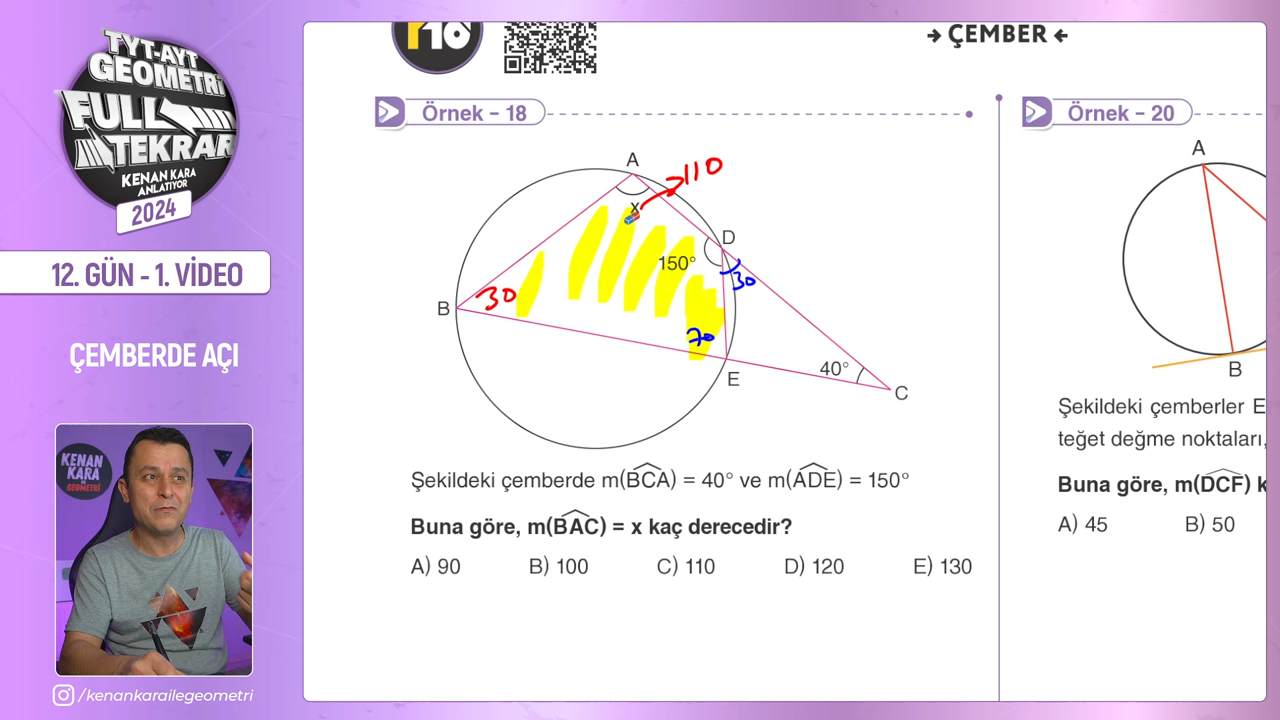 TYT-AYT
GEOMETRİ
FULL
TEKRAR
KENAN KARA
ANLATIYOR
2024
12. GÜN - 1. VİDEO
ÇEMBERDE AÇI
KENAN
KARA
GEOMETRİ
/kenankarailegeometri
→ ÇEMBER ←
Örnek - 18
A
x
110
D
150°
30
B
30
70
E
40°
C
Şekildeki çemberde m(BCA) = 40° ve m(ADE) = 150°
Buna göre, m(BAC) = x kaç derecedir?
A) 90 B) 100 C) 110 D) 120 E) 130
Örnek - 20
A
B
Şekildeki çemberler E
teğet değme noktaları,
Buna göre, m(DCF) k
A) 45 B) 50